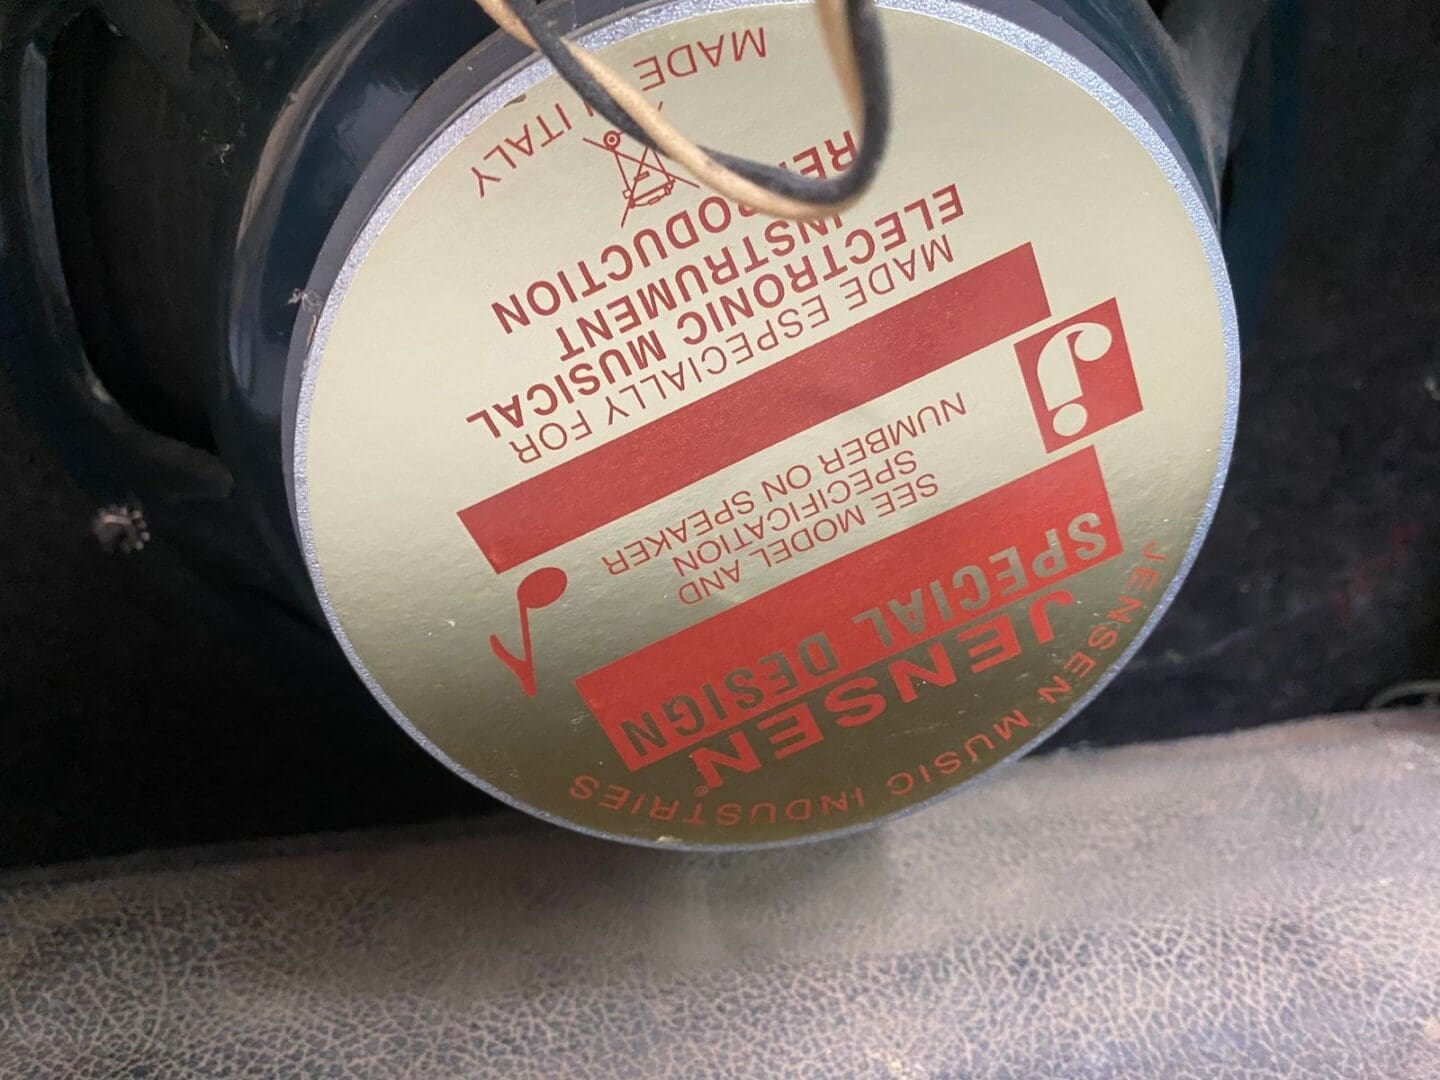 JENSEN MUSIC INDUSTRIES
JENSEN®
SPECIAL DESIGN
SEE MODEL AND
SPECIFICATION
NUMBER ON SPEAKER
MADE ESPECIALLY FOR
ELECTRONIC MUSICAL
INSTRUMENT
REPRODUCTION
MADE IN ITALY